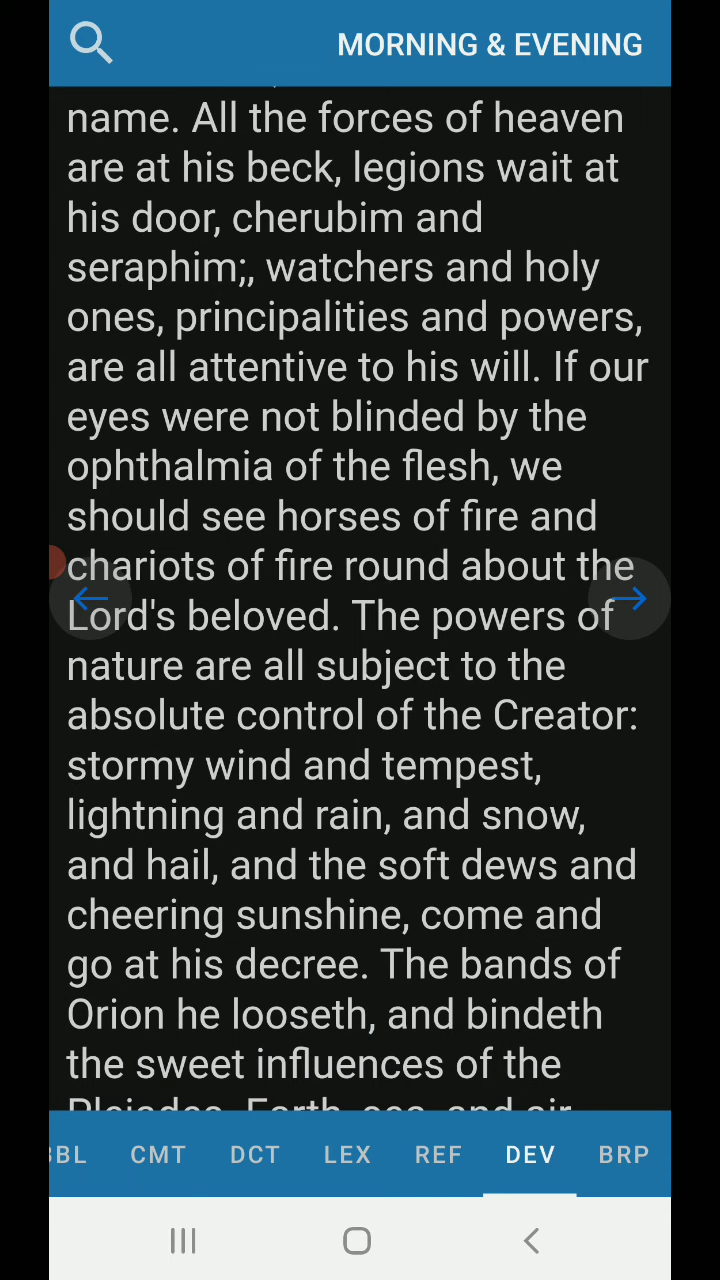 MORNING & EVENING
name. All the forces of heaven
are at his beck, legions wait at
his door, cherubim and
seraphim;, watchers and holy
ones, principalities and powers,
are all attentive to his will. If our
eyes were not blinded by the
ophthalmia of the flesh, we
should see horses of fire and
chariots of fire round about the
Lord's beloved. The powers of
nature are all subject to the
absolute control of the Creator:
stormy wind and tempest,
lightning and rain, and snow,
and hail, and the soft dews and
cheering sunshine, come and
go at his decree. The bands of
Orion he looseth, and bindeth
the sweet influences of the
Pleiades. Earth, sea, and air,
BBL CMT DCT LEX REF DEV BRP